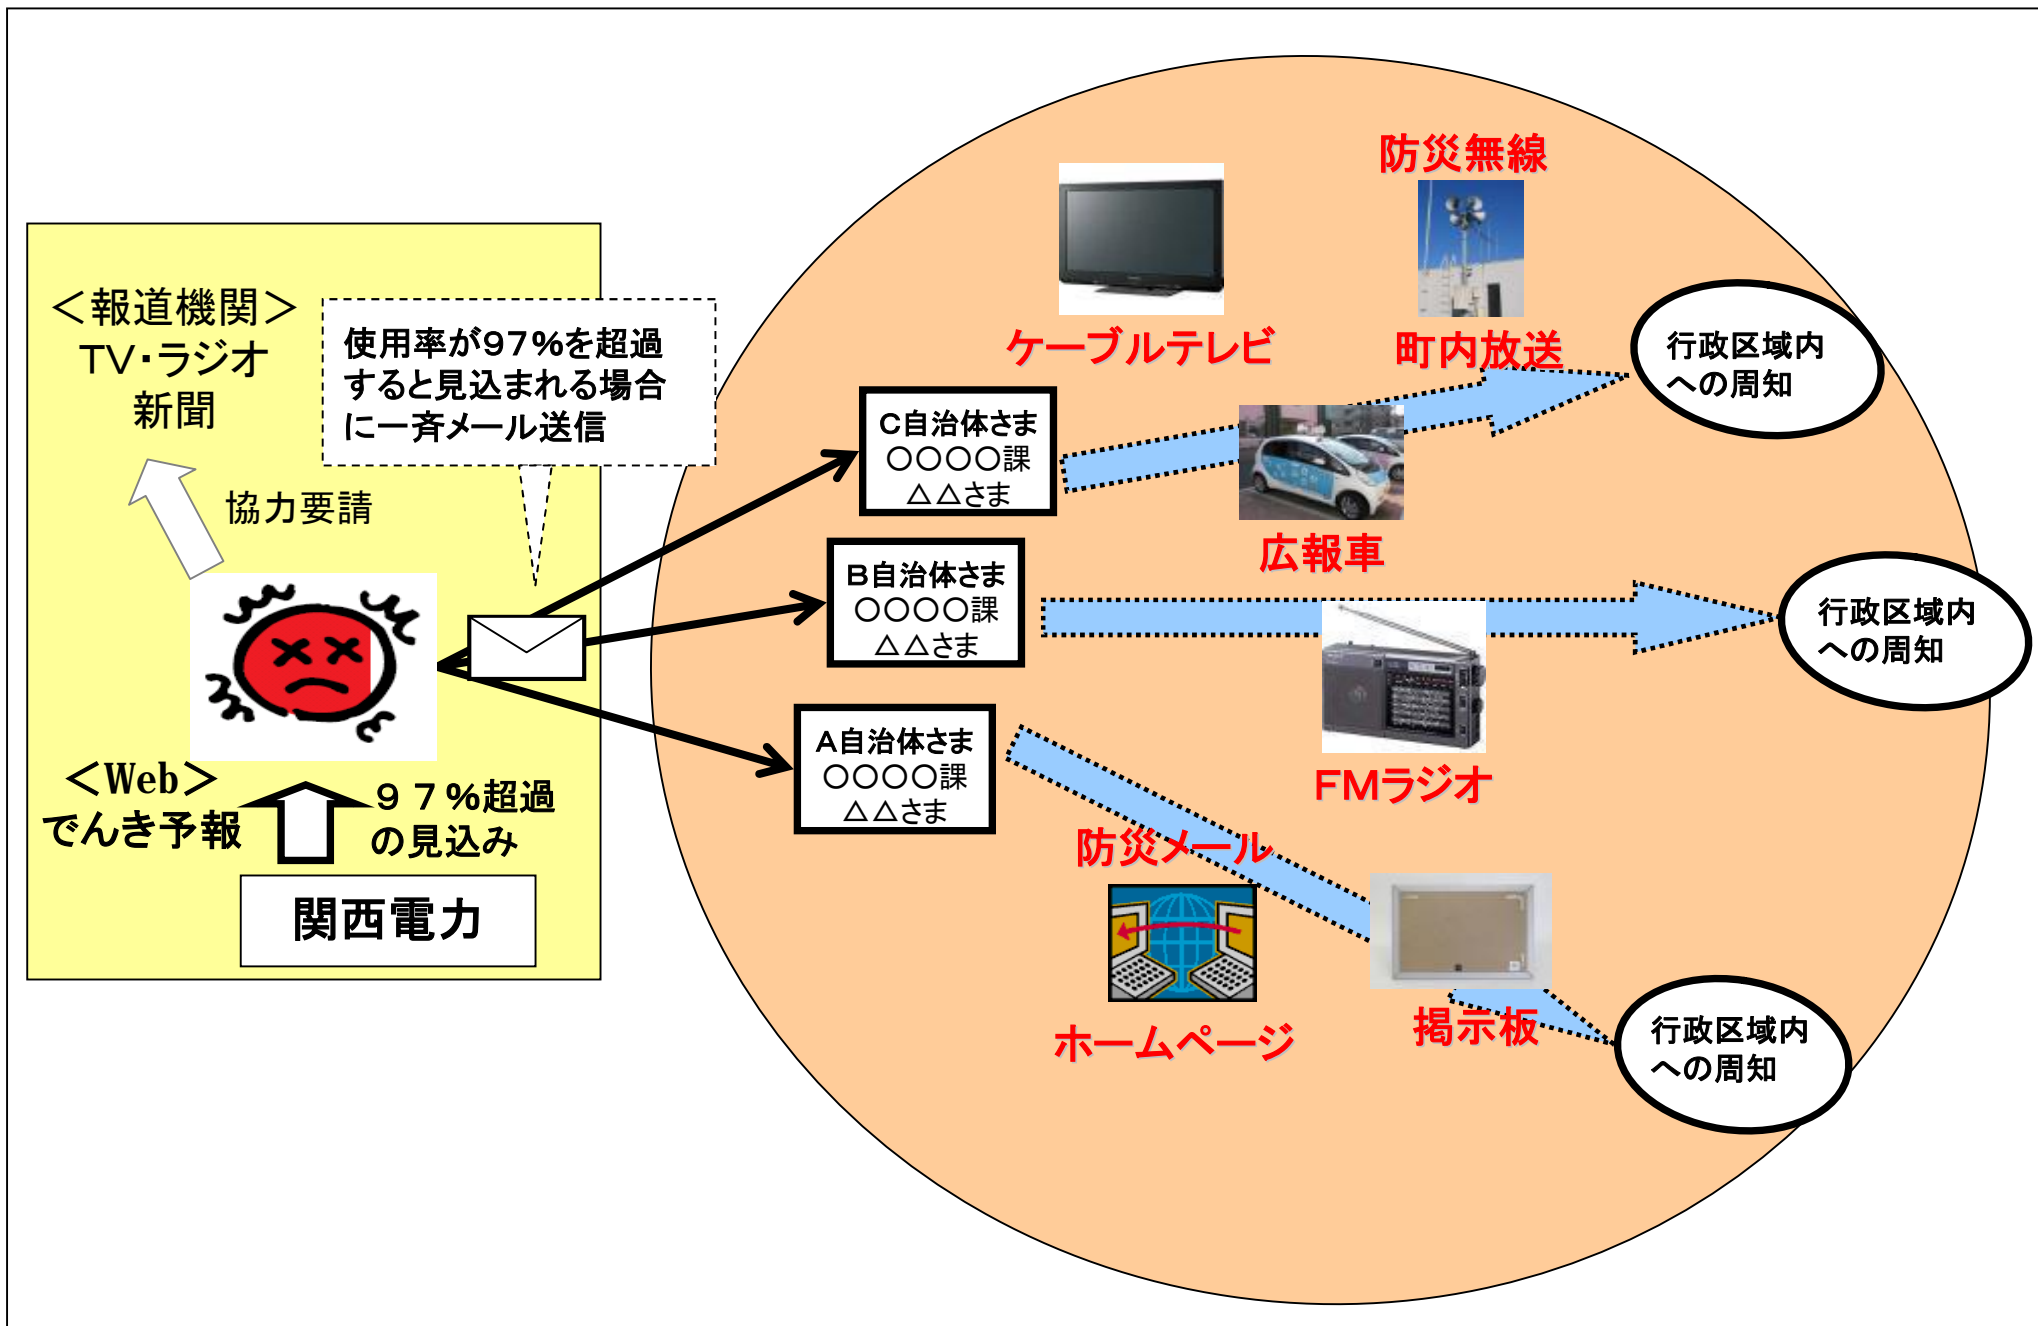 ＜報道機関＞
TV・ラジオ
新聞
協力要請
使用率が97%を超過
すると見込まれる場合
に一斉メール送信
＜Web＞
でんき予報
９７%超過
の見込み
関西電力
C自治体さま
○○○○課
△△さま
B自治体さま
○○○○課
△△さま
A自治体さま
○○○○課
△△さま
ケーブルテレビ
防災無線
町内放送
広報車
FMラジオ
防災メール
ホームページ
掲示板
行政区域内
への周知
行政区域内
への周知
行政区域内
への周知